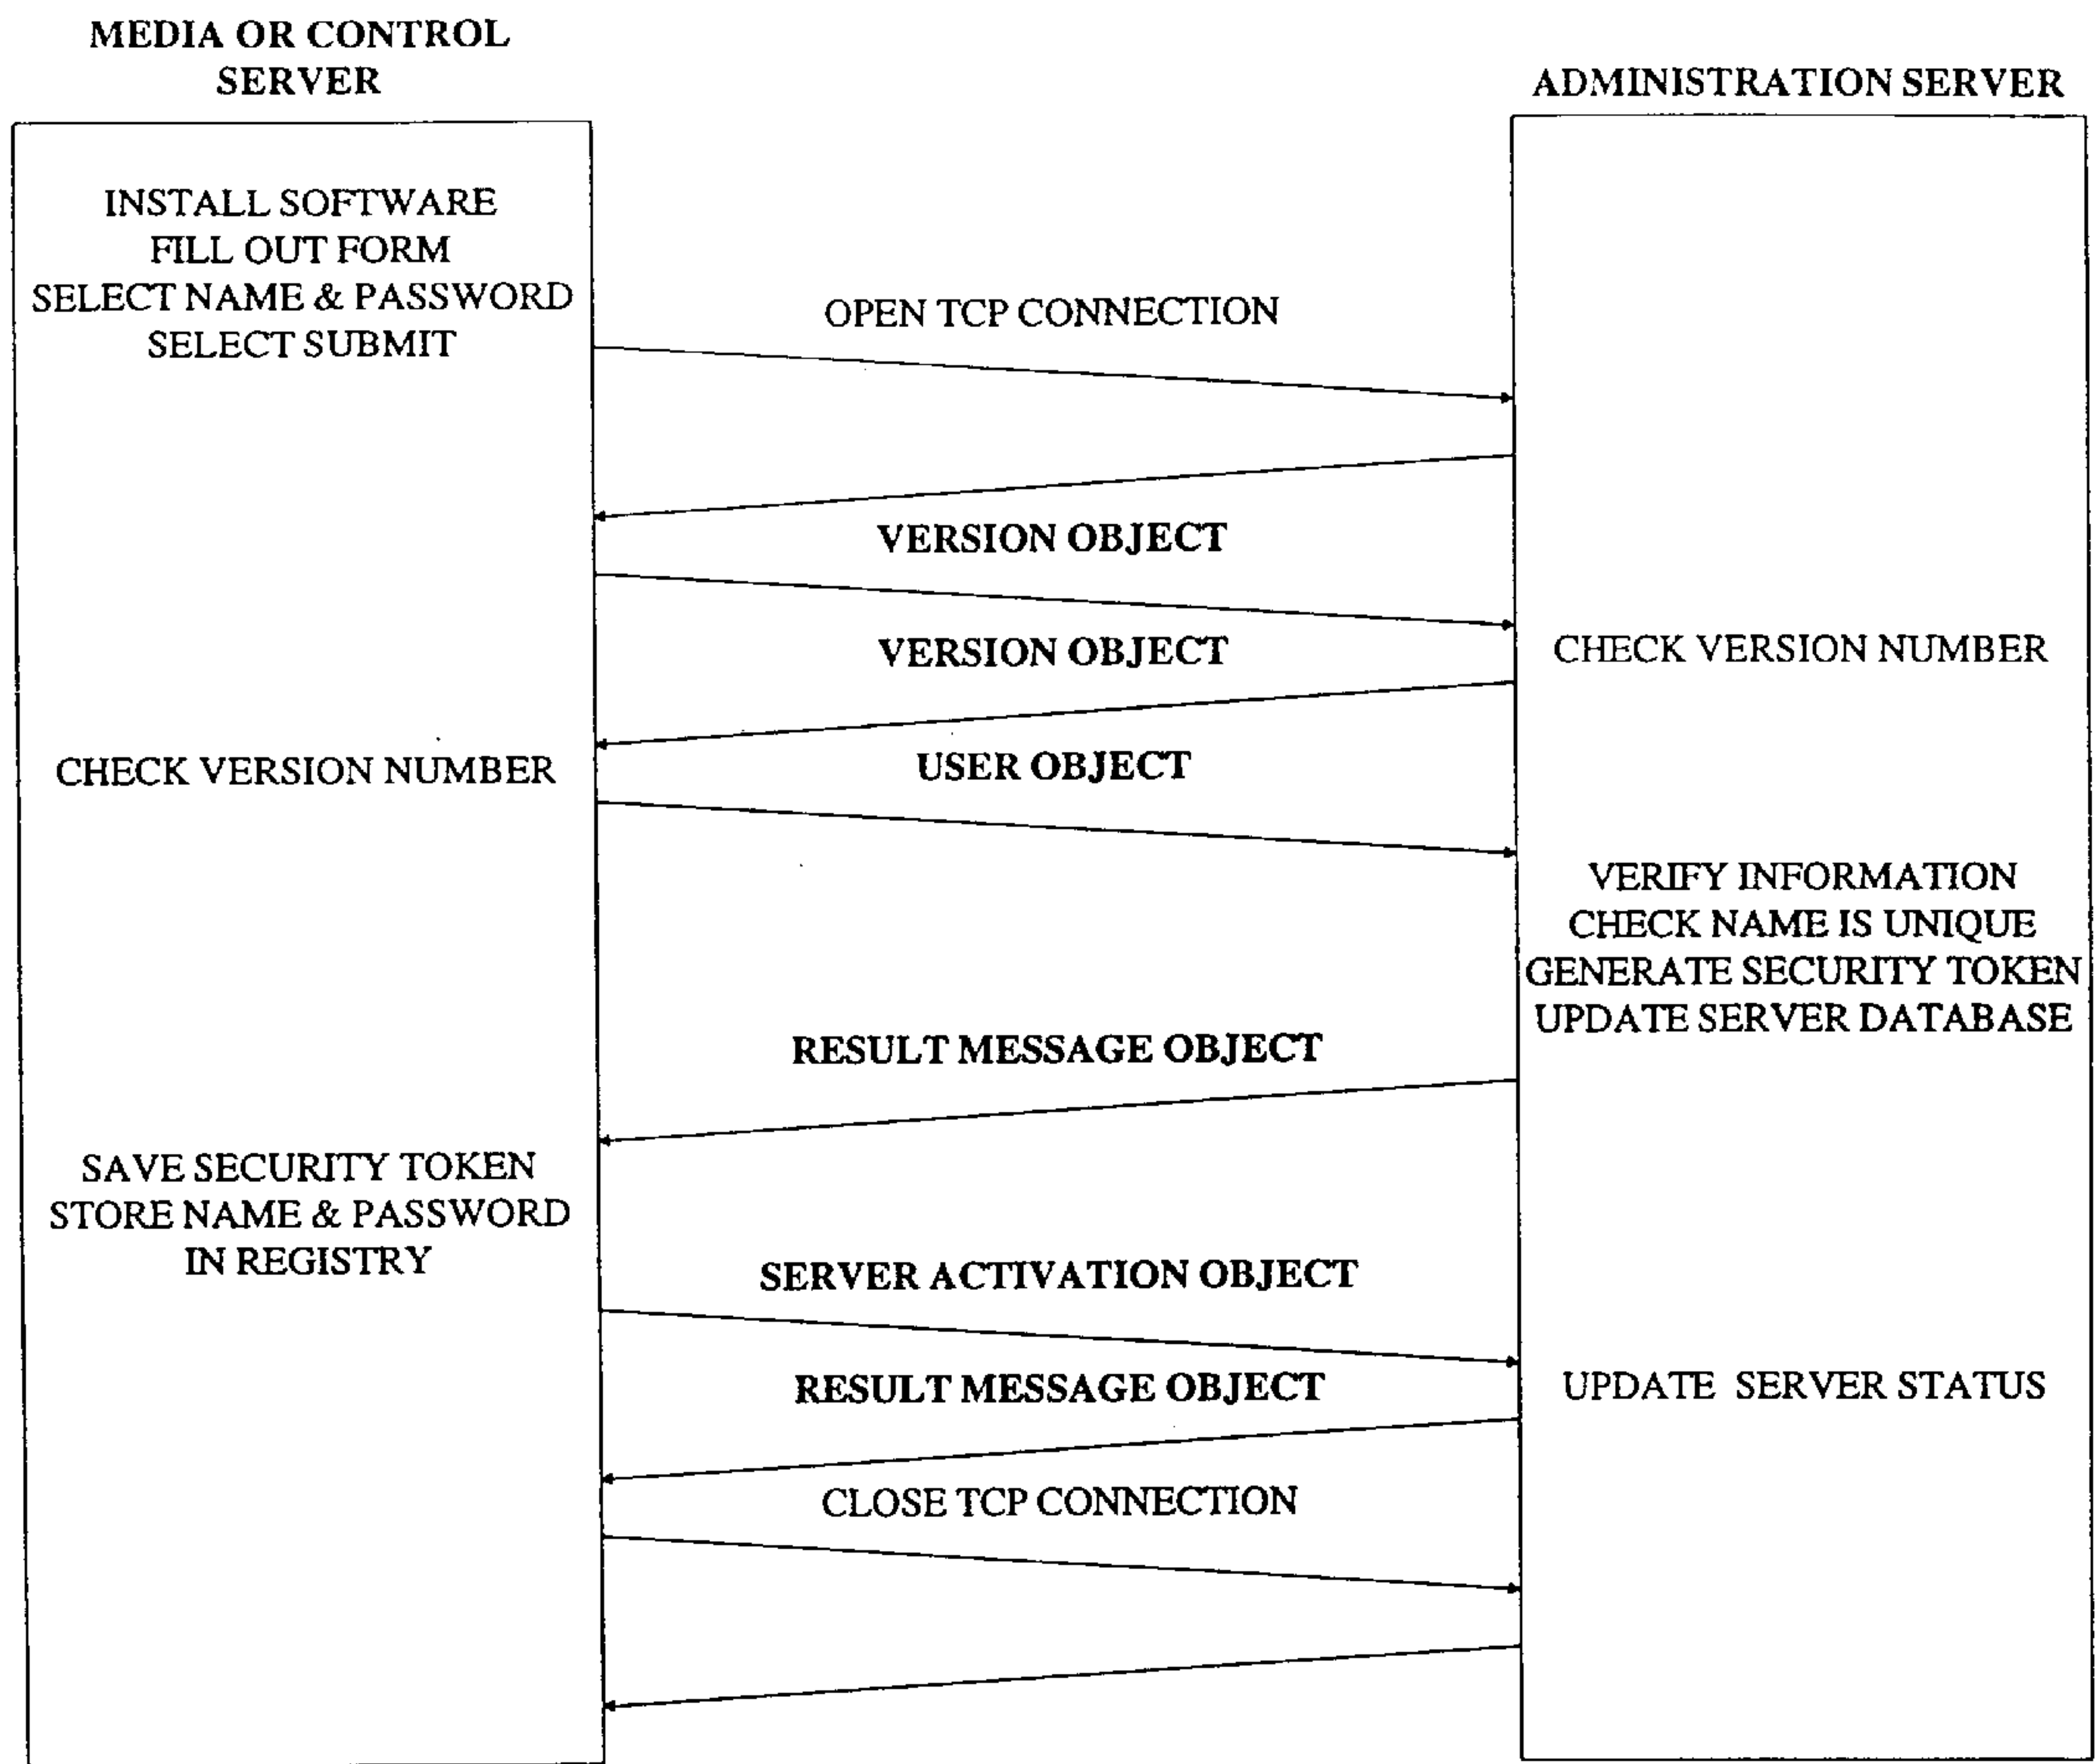 MEDIA OR CONTROL
SERVER
ADMINISTRATION SERVER
INSTALL SOFTWARE
FILL OUT FORM
SELECT NAME & PASSWORD
SELECT SUBMIT
OPEN TCP CONNECTION
VERSION OBJECT
VERSION OBJECT
CHECK VERSION NUMBER
CHECK VERSION NUMBER
USER OBJECT
VERIFY INFORMATION
CHECK NAME IS UNIQUE
GENERATE SECURITY TOKEN
UPDATE SERVER DATABASE
RESULT MESSAGE OBJECT
SAVE SECURITY TOKEN
STORE NAME & PASSWORD
IN REGISTRY
SERVER ACTIVATION OBJECT
RESULT MESSAGE OBJECT
UPDATE SERVER STATUS
CLOSE TCP CONNECTION